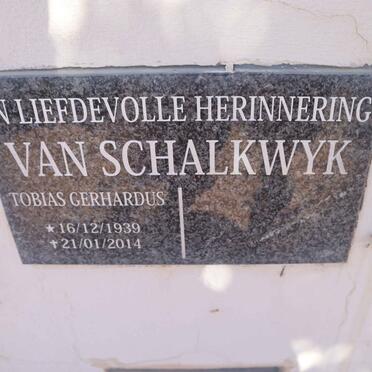 N LIEFDEVOLLE HERINNERING
VAN SCHALKWYK
TOBIAS GERHARDUS
★ 16/12/1939
✝ 21/01/2014